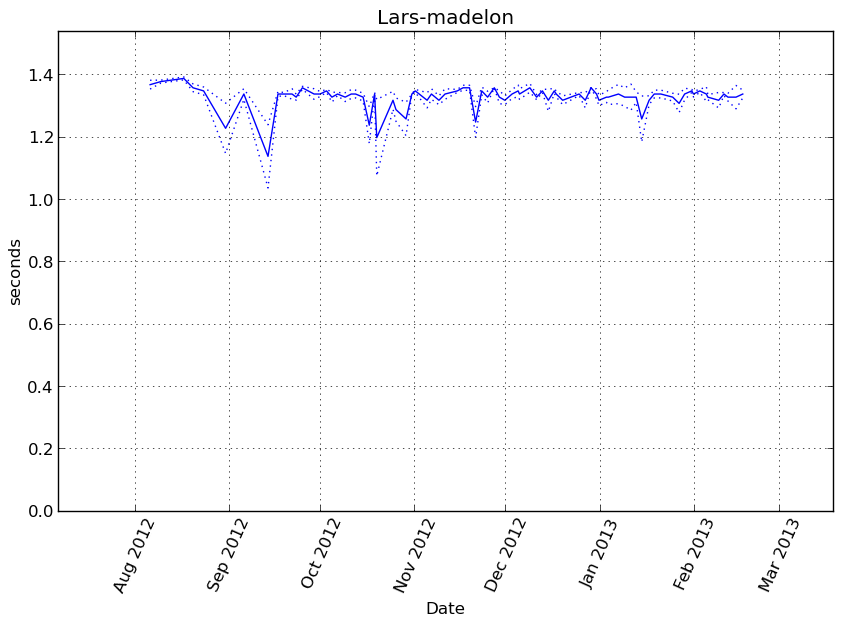 Lars-madelon
1.4
1.2
1.0
0.8
0.6
0.4
0.2
0.0
seconds
Aug 2012
Sep 2012
Oct 2012
Nov 2012
Dec 2012
Jan 2013
Feb 2013
Mar 2013
Date